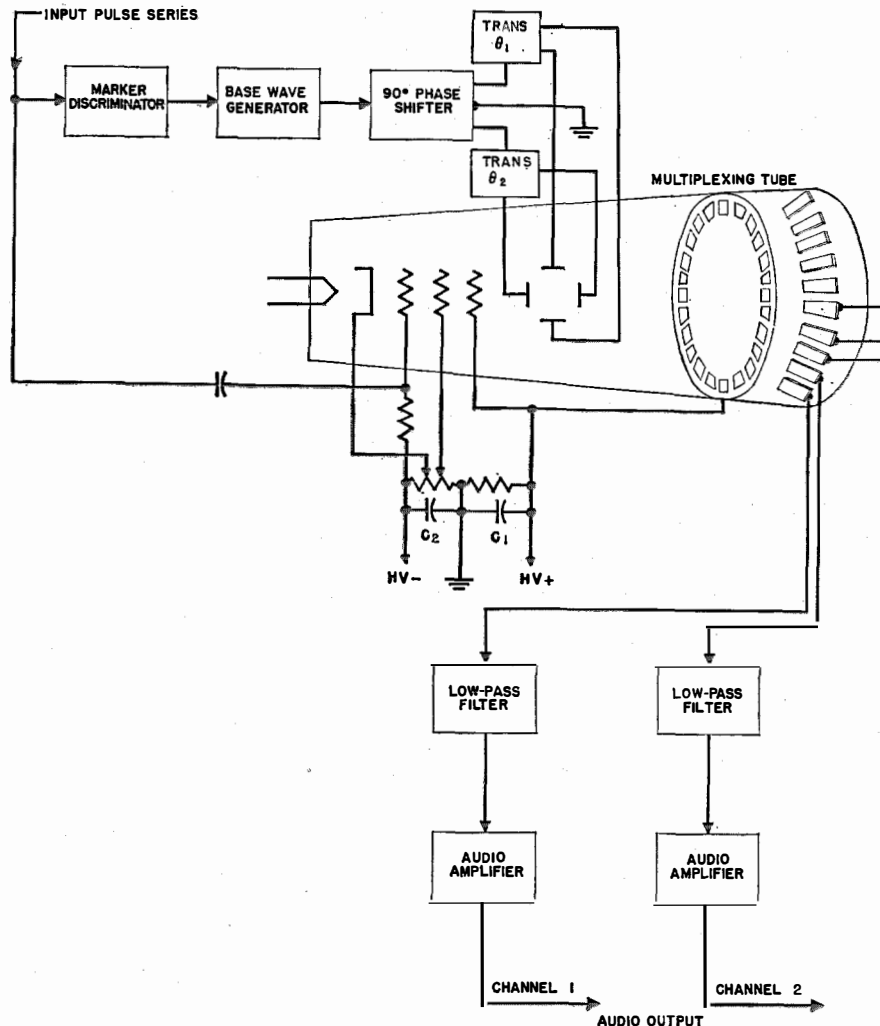 INPUT PULSE SERIES
MARKER
DISCRIMINATOR
BASE WAVE
GENERATOR
90° PHASE
SHIFTER
TRANS
θ1
TRANS
θ2
MULTIPLEXING TUBE
C2
C1
HV-
HV+
LOW-PASS
FILTER
LOW-PASS
FILTER
AUDIO
AMPLIFIER
AUDIO
AMPLIFIER
CHANNEL 1
CHANNEL 2
AUDIO OUTPUT